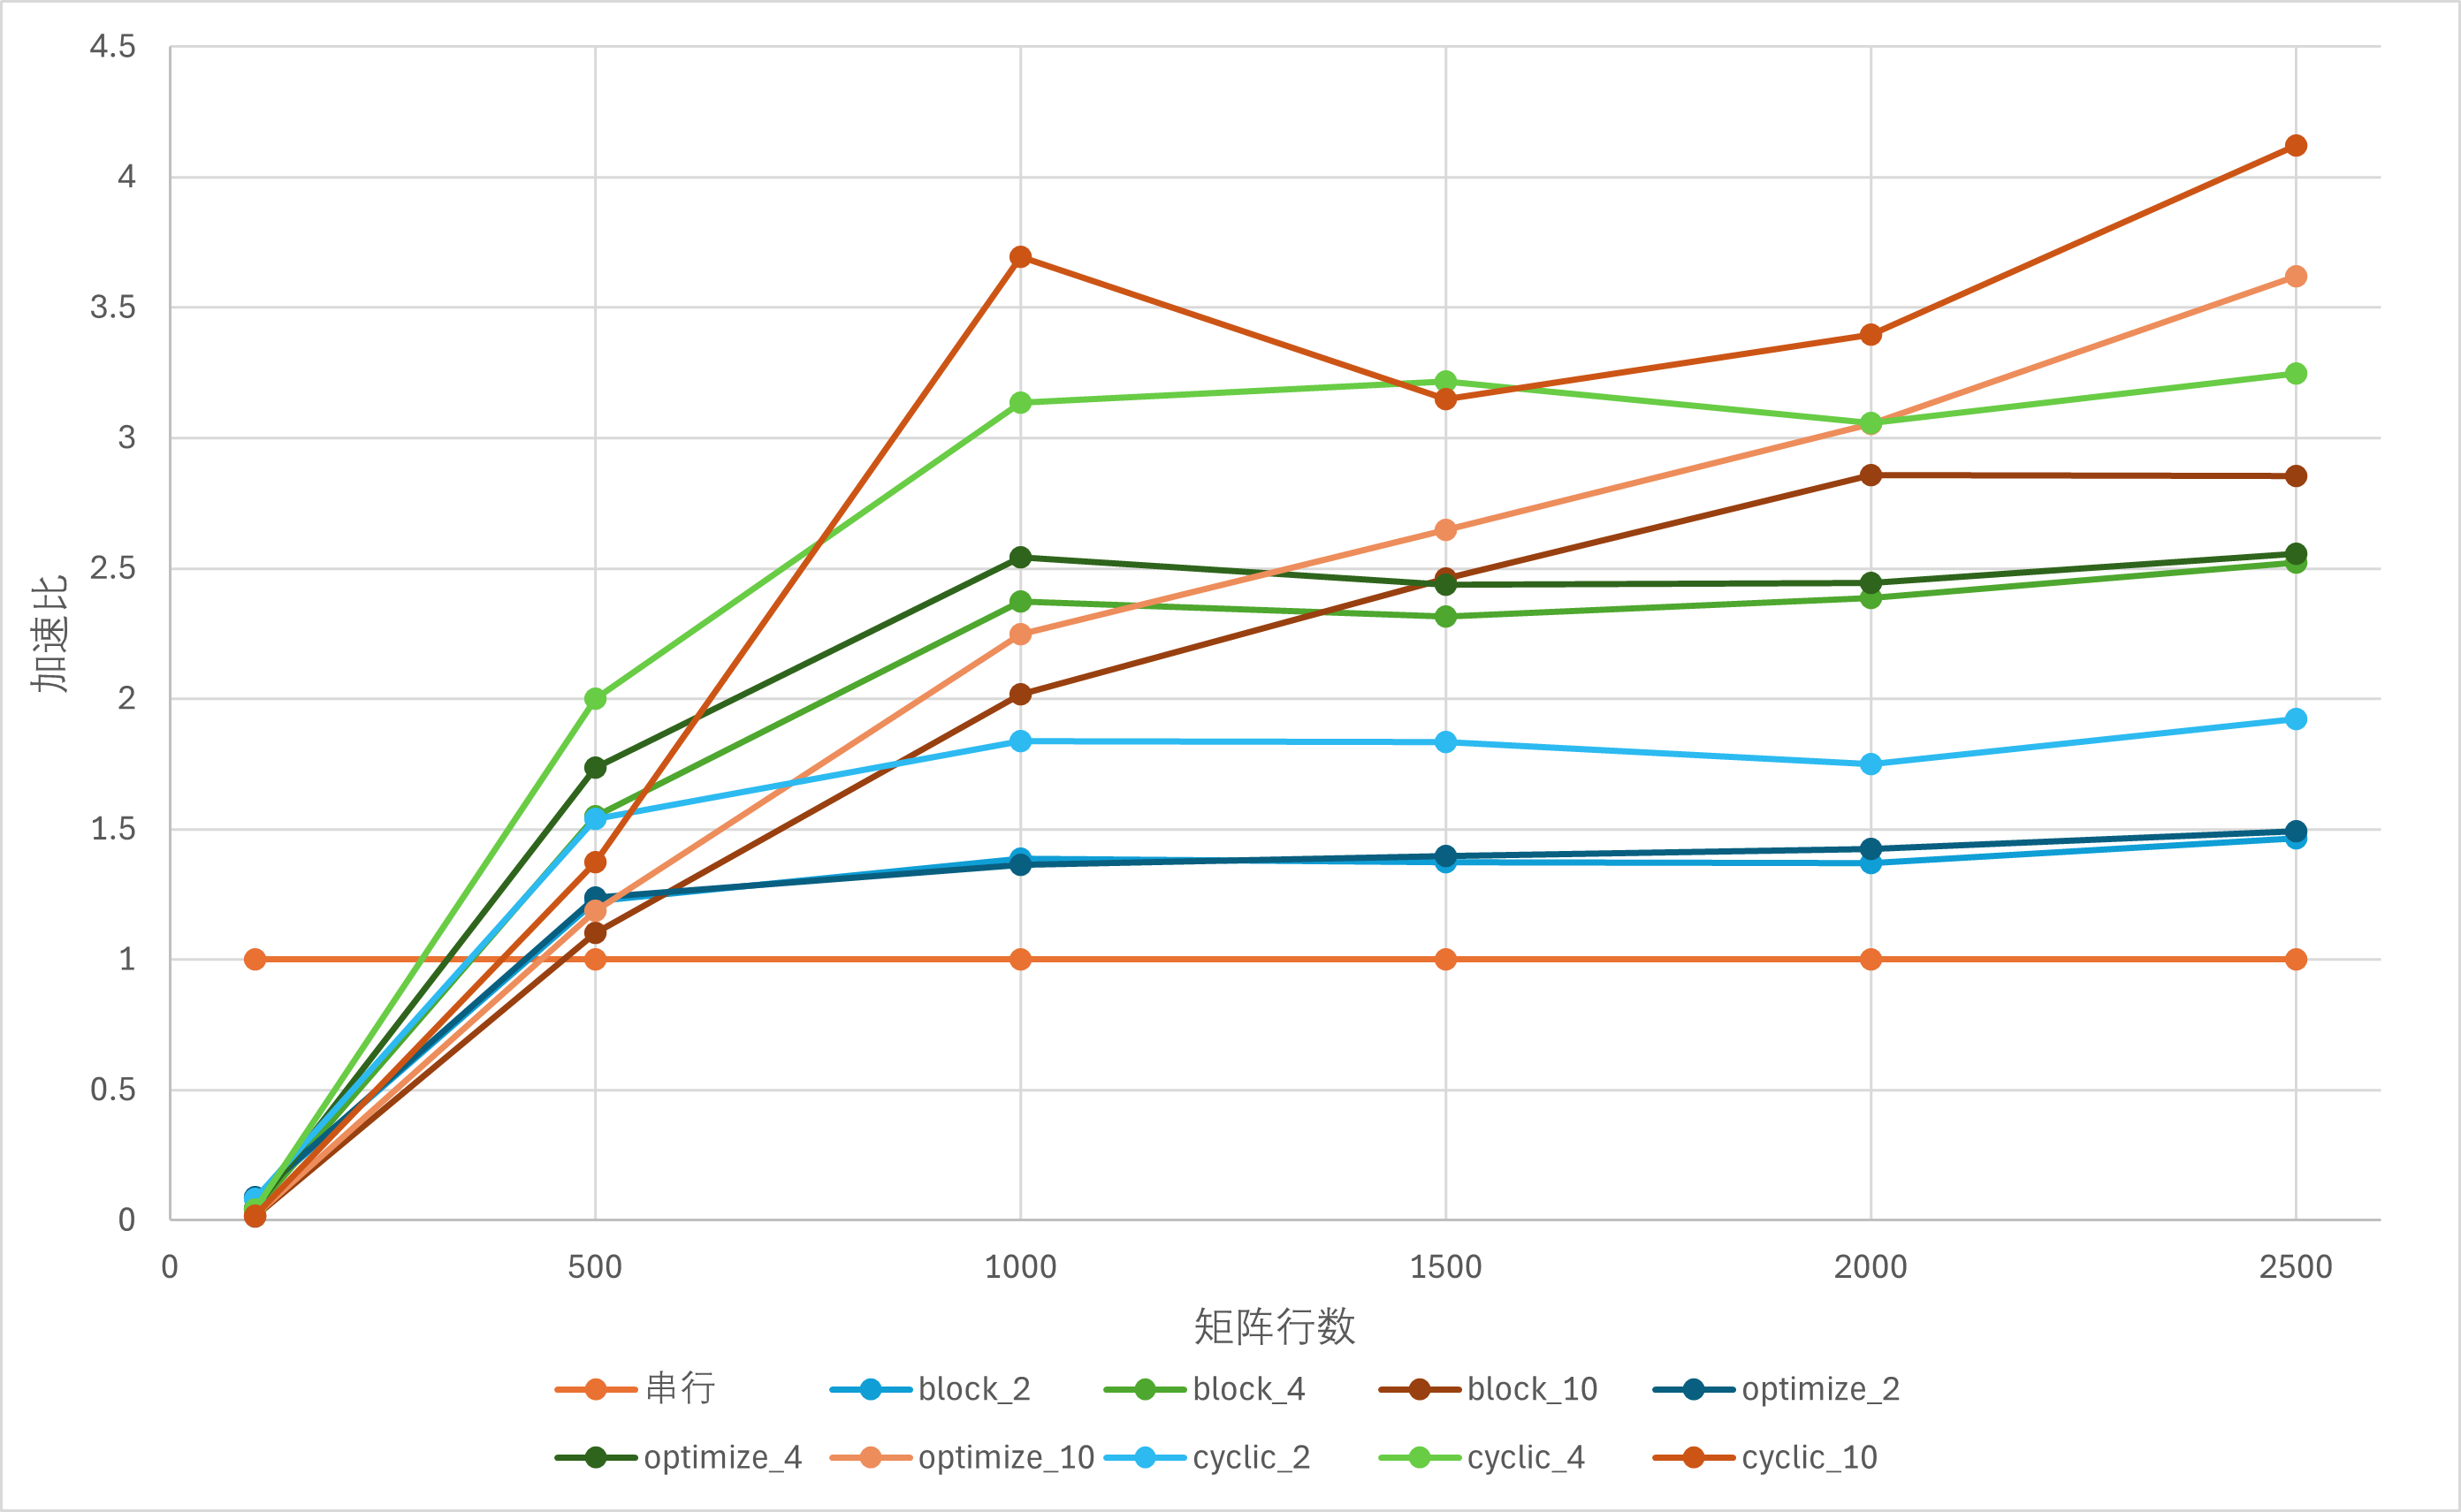 4.5
4
3.5
3
2.5
2
1.5
1
0.5
0
加速比
0 500 1000 1500 2000 2500
矩阵行数
串行 block_2 block_4 block_10 optimize_2
optimize_4 optimize_10 cyclic_2 cyclic_4 cyclic_10